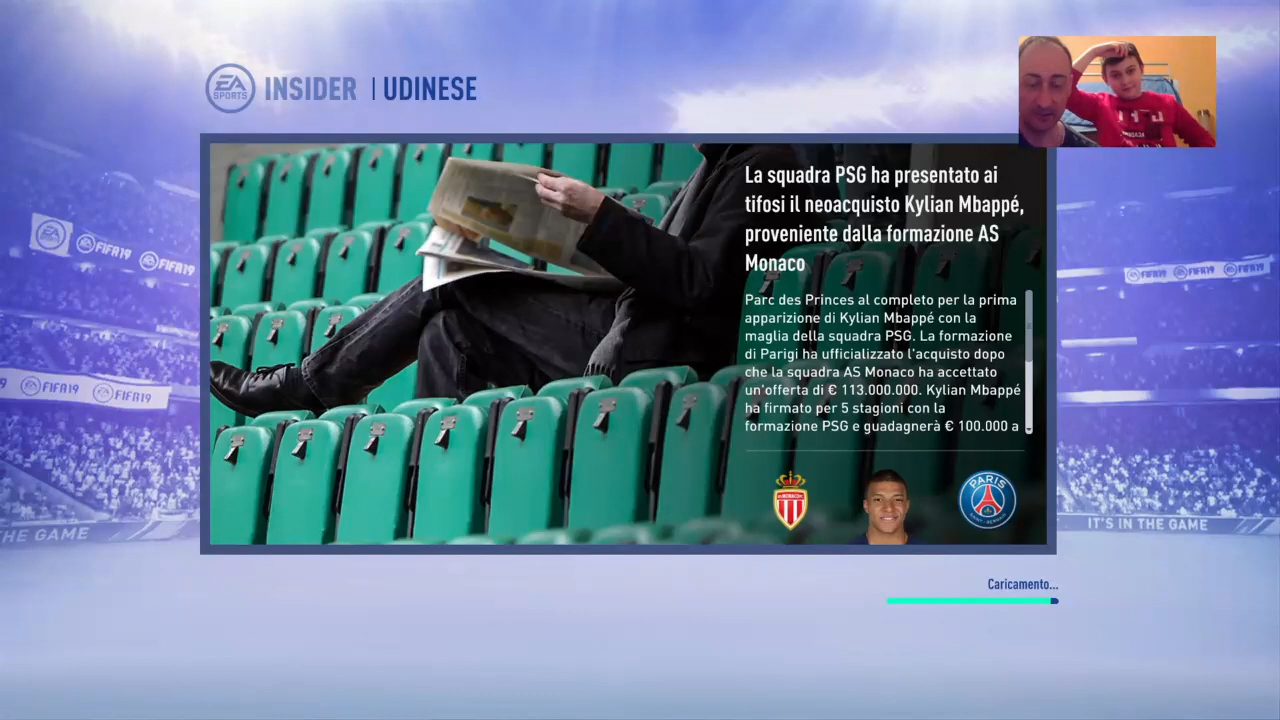 EA SPORTS INSIDER | UDINESE
La squadra PSG ha presentato ai
tifosi il neoacquisto Kylian Mbappé,
proveniente dalla formazione AS
Monaco
Parc des Princes al completo per la prima
apparizione di Kylian Mbappé con la
maglia della squadra PSG. La formazione
di Parigi ha ufficializzato l'acquisto dopo
che la squadra AS Monaco ha accettato
un'offerta di € 113.000.000. Kylian Mbappé
ha firmato per 5 stagioni con la
formazione PSG e guadagnerà € 100.000 a
PARIS
SAINT-GERMAIN
Caricamento...
FIFA19
FIFA19
FIFA19
FIFA19
FIFA19
FIFA19
FIFA19
THE GAME
IT'S IN THE GAME